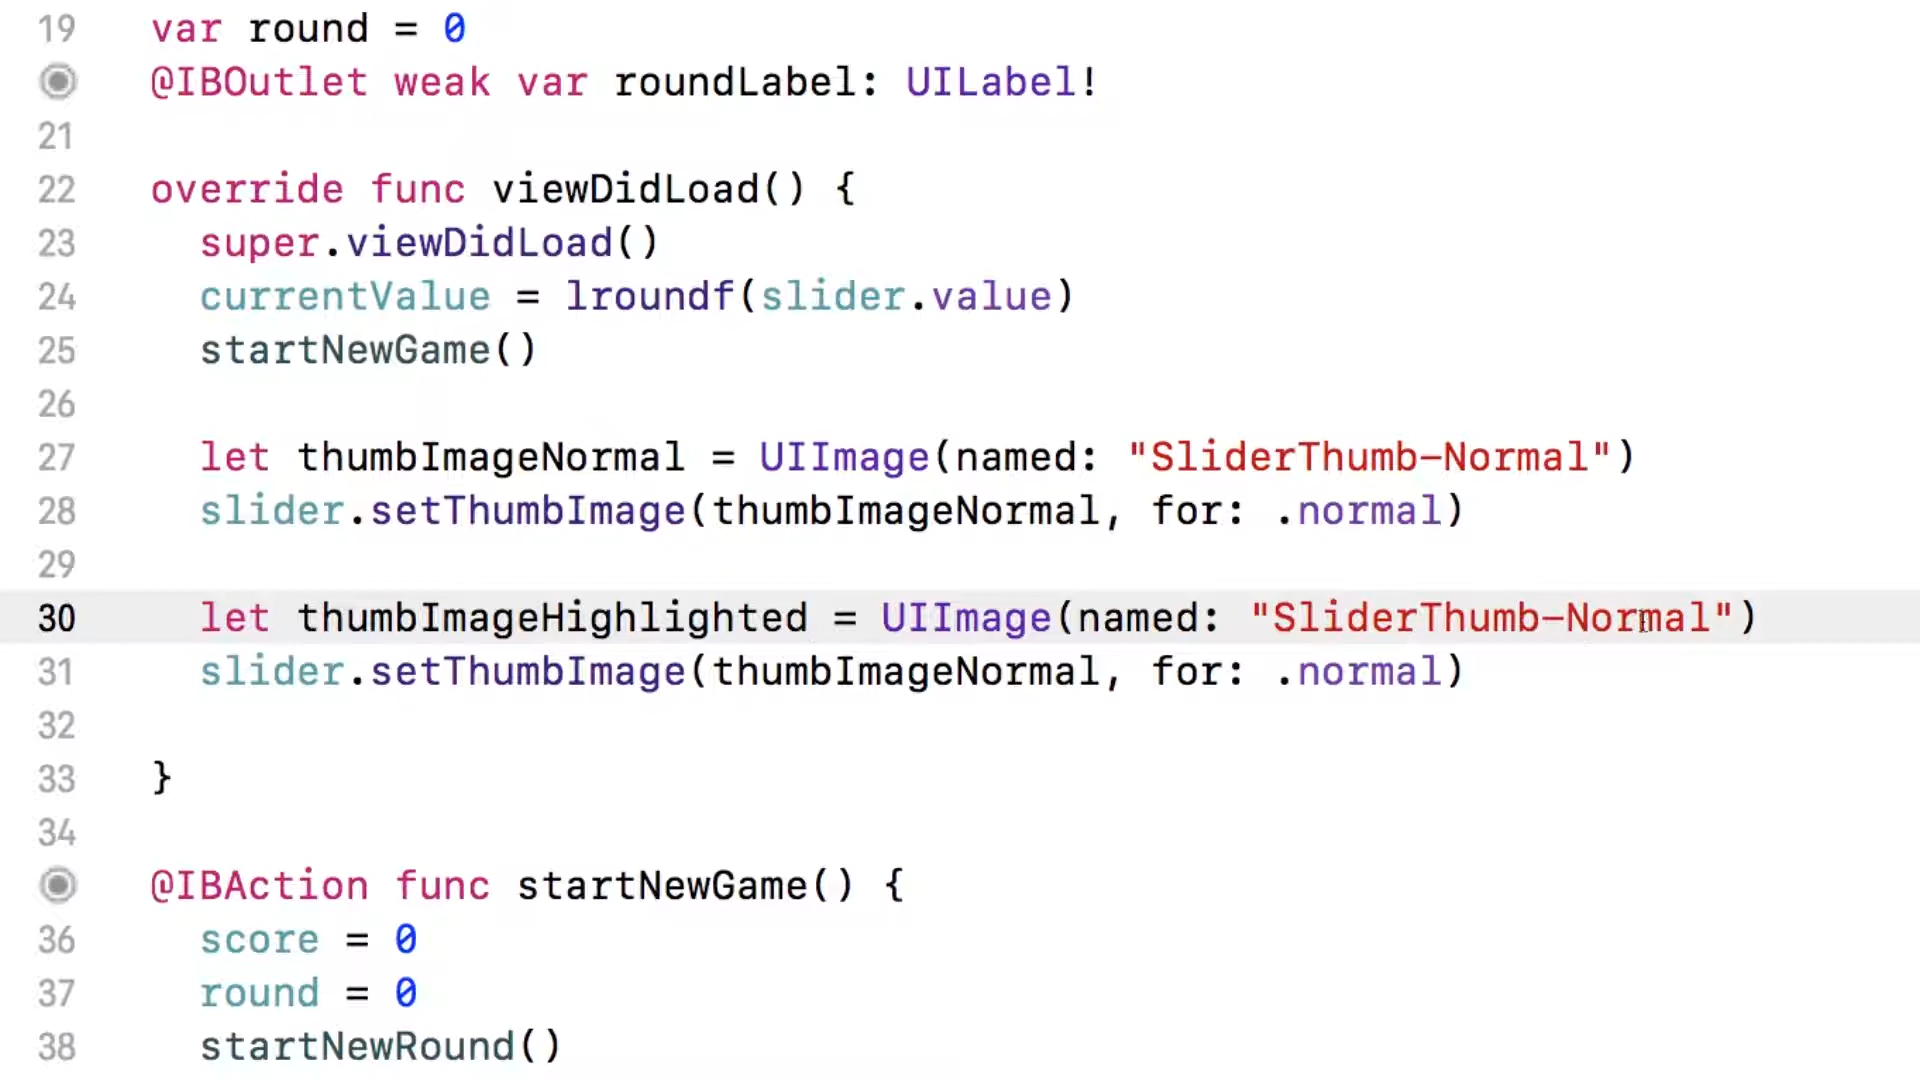 19 var round = 0
@IBOutlet weak var roundLabel: UILabel!
21
22 override func viewDidLoad() {
23 super.viewDidLoad()
24 currentValue = lroundf(slider.value)
25 startNewGame()
26
27 let thumbImageNormal = UIImage(named: "SliderThumb-Normal")
28 slider.setThumbImage(thumbImageNormal, for: .normal)
29
30 let thumbImageHighlighted = UIImage(named: "SliderThumb-Normal")
31 slider.setThumbImage(thumbImageNormal, for: .normal)
32
33 }
34
@IBAction func startNewGame() {
36 score = 0
37 round = 0
38 startNewRound()